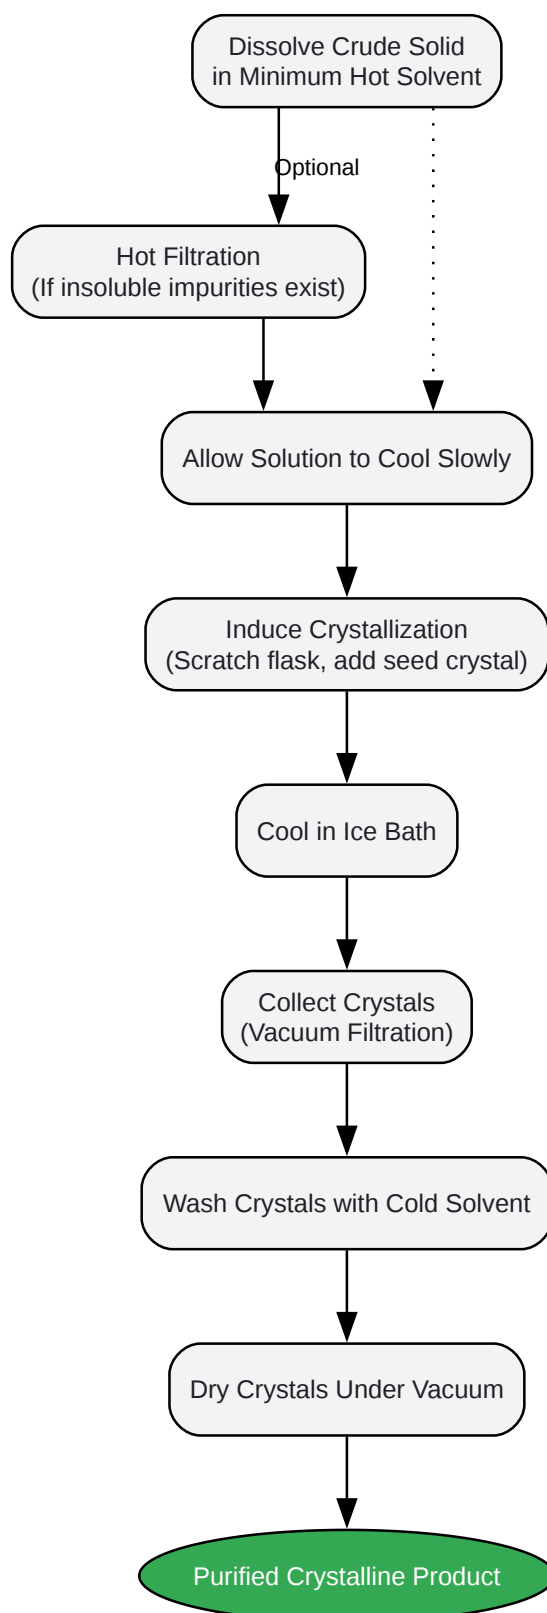 Dissolve Crude Solid
in Minimum Hot Solvent
Optional
Hot Filtration
(If insoluble impurities exist)
Allow Solution to Cool Slowly
Induce Crystallization
(Scratch flask, add seed crystal)
Cool in Ice Bath
Collect Crystals
(Vacuum Filtration)
Wash Crystals with Cold Solvent
Dry Crystals Under Vacuum
Purified Crystalline Product